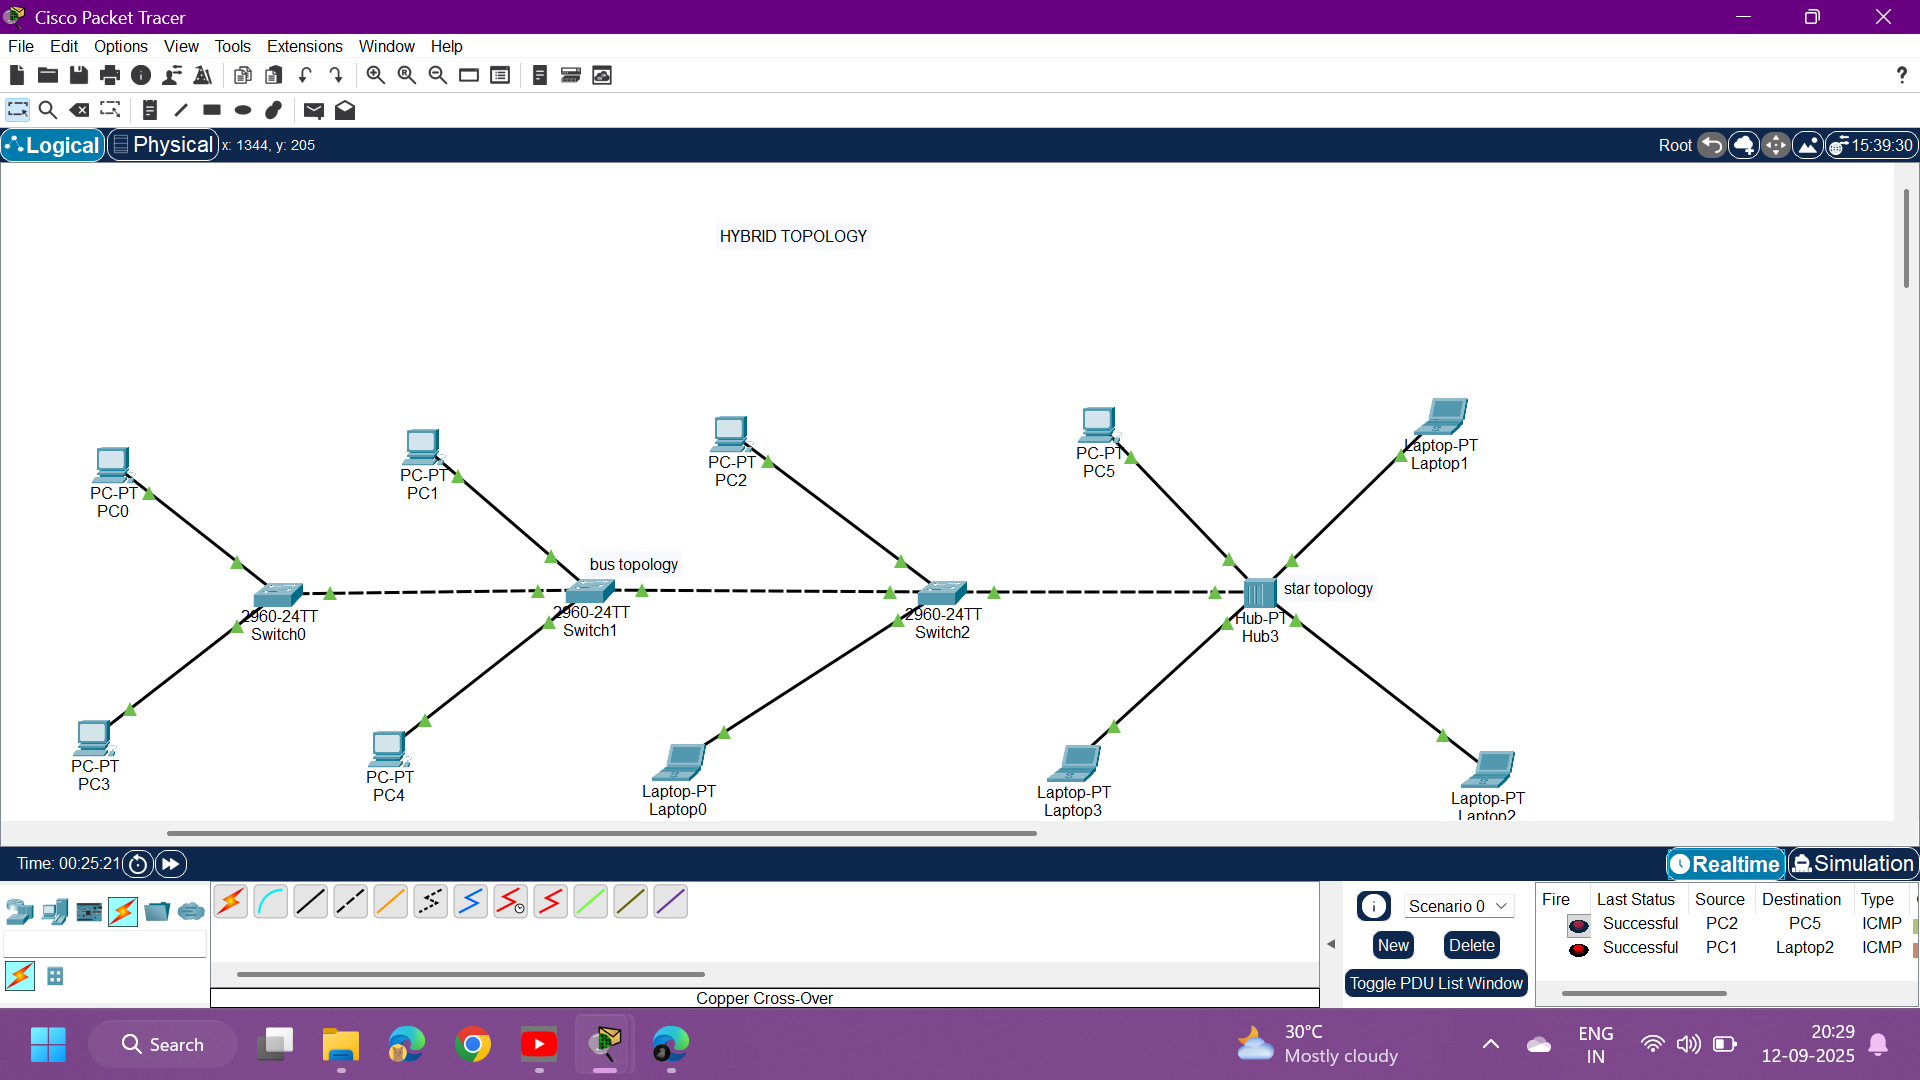 Cisco Packet Tracer
File Edit Options View Tools Extensions Window Help
?
Logical Physical x: 1344, y: 205 Root 15:39:30
HYBRID TOPOLOGY
PC-PT
PC0
PC-PT
PC1
PC-PT
PC2
PC-PT
PC5
Laptop-PT
Laptop1
bus topology
star topology
2960-24TT
Switch0
2960-24TT
Switch1
2960-24TT
Switch2
Hub-PT
Hub3
PC-PT
PC3
PC-PT
PC4
Laptop-PT
Laptop0
Laptop-PT
Laptop3
Laptop-PT
Laptop2
Time: 00:25:21 Realtime Simulation
Scenario 0
New Delete
Toggle PDU List Window
Fire Last Status Source Destination Type
Successful PC2 PC5 ICMP
Successful PC1 Laptop2 ICMP
Copper Cross-Over
Search
30°C
Mostly cloudy
ENG
IN
20:29
12-09-2025